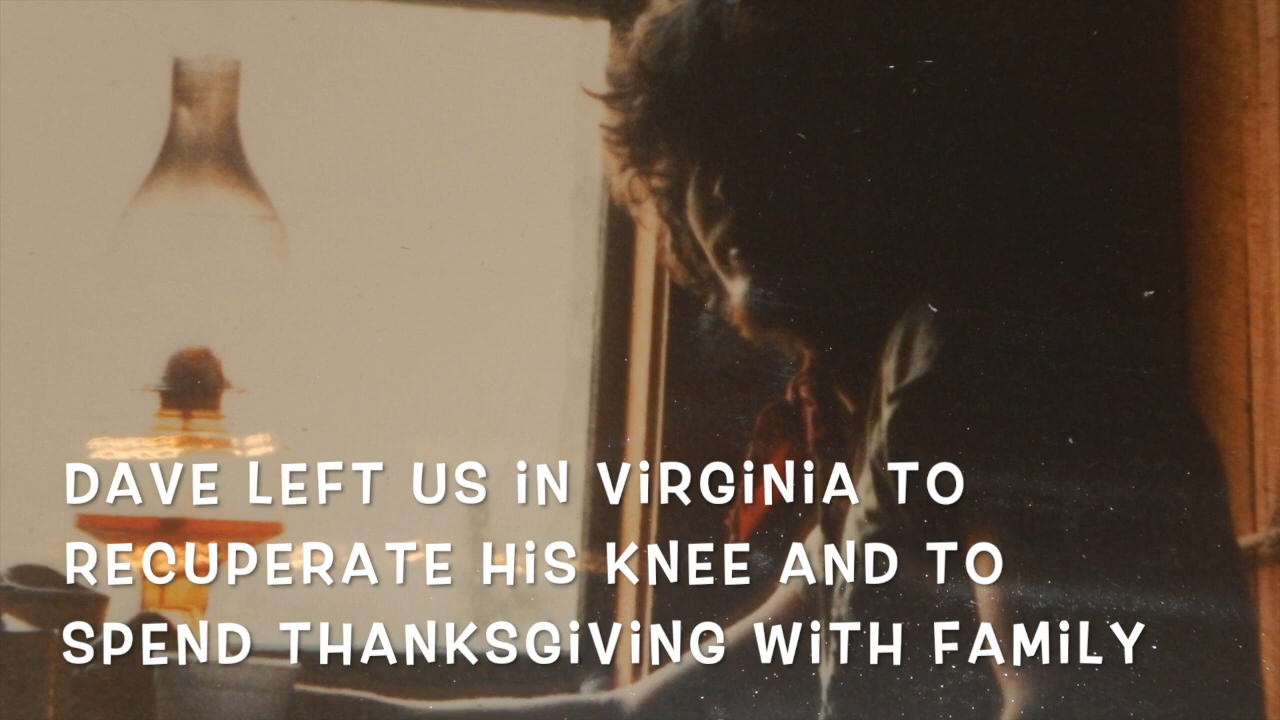 DAVE LEFT US iN ViRGiNiA TO
RECUPERATE HiS KNEE AND TO
SPEND THANKSGiViNG WiTH FAMiLY